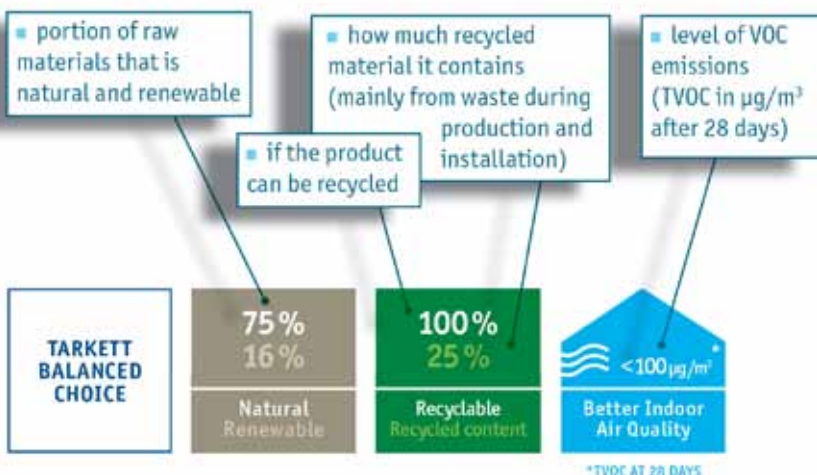 ▪ portion of raw
materials that is
natural and renewable
▪ how much recycled
material it contains
(mainly from waste during
production and
installation)
▪ if the product
can be recycled
▪ level of VOC
emissions
(TVOC in µg/m³
after 28 days)
TARKETT
BALANCED
CHOICE
75%
16%
Natural
Renewable
100%
25%
Recyclable
Recycled content
<100 µg/m³*
Better Indoor
Air Quality
*TVOC AT 28 DAYS